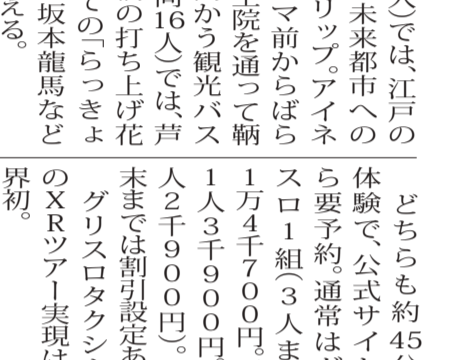 人)では、江戸の
未来都市への
リップ。アイネ
マ前からばら
主院を通って鞆
かう観光バス
16人)では、芦
の打ち上げ花
ての「らっきょ
坂本龍馬など
える。
どちらも約45
体験で、公式サイト
ら要予約。通常は
スロ1組(3人ま
1万4千700円。
1人3千900円
人2千900円)。
末までは割引設定あ
グリスロタクシ
のXRツアー実現は
界初。